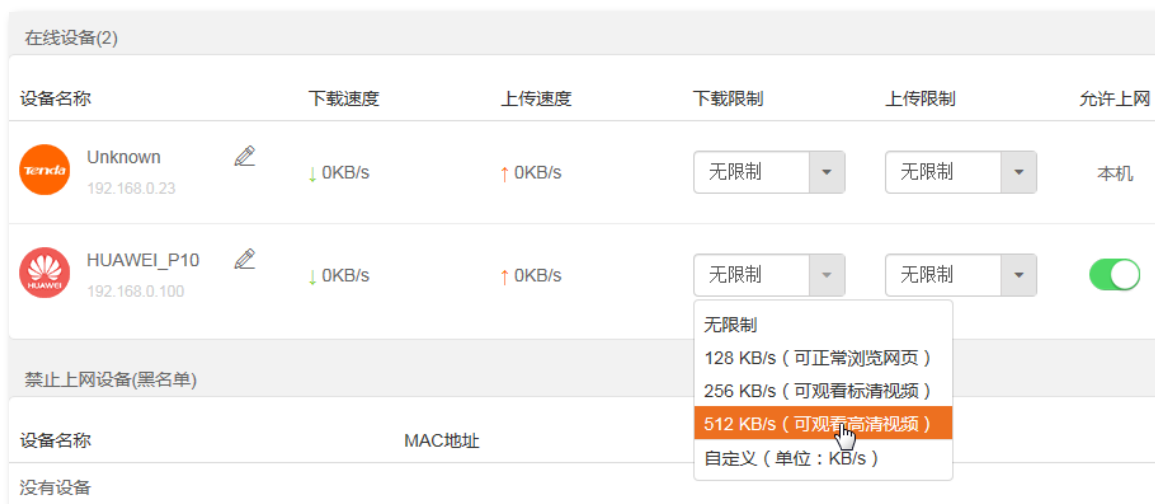 在线设备(2)
设备名称 下载速度 上传速度 下载限制 上传限制 允许上网
Tenda Unknown ↓ 0KB/s ↑ 0KB/s 无限制 无限制 本机
192.168.0.23
HUAWEI HUAWEI_P10 ↓ 0KB/s ↑ 0KB/s 无限制 无限制
192.168.0.100
无限制
128 KB/s（可正常浏览网页）
256 KB/s（可观看标清视频）
512 KB/s（可观看高清视频）
自定义（单位：KB/s）
禁止上网设备(黑名单)
设备名称 MAC地址
没有设备